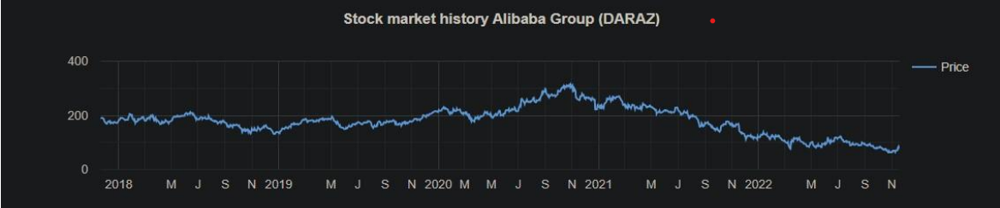 Stock market history Alibaba Group (DARAZ)
400
Price
200
0
2018 M J S N 2019 M J S N 2020 M M J S N 2021 M J S N 2022 M J S N